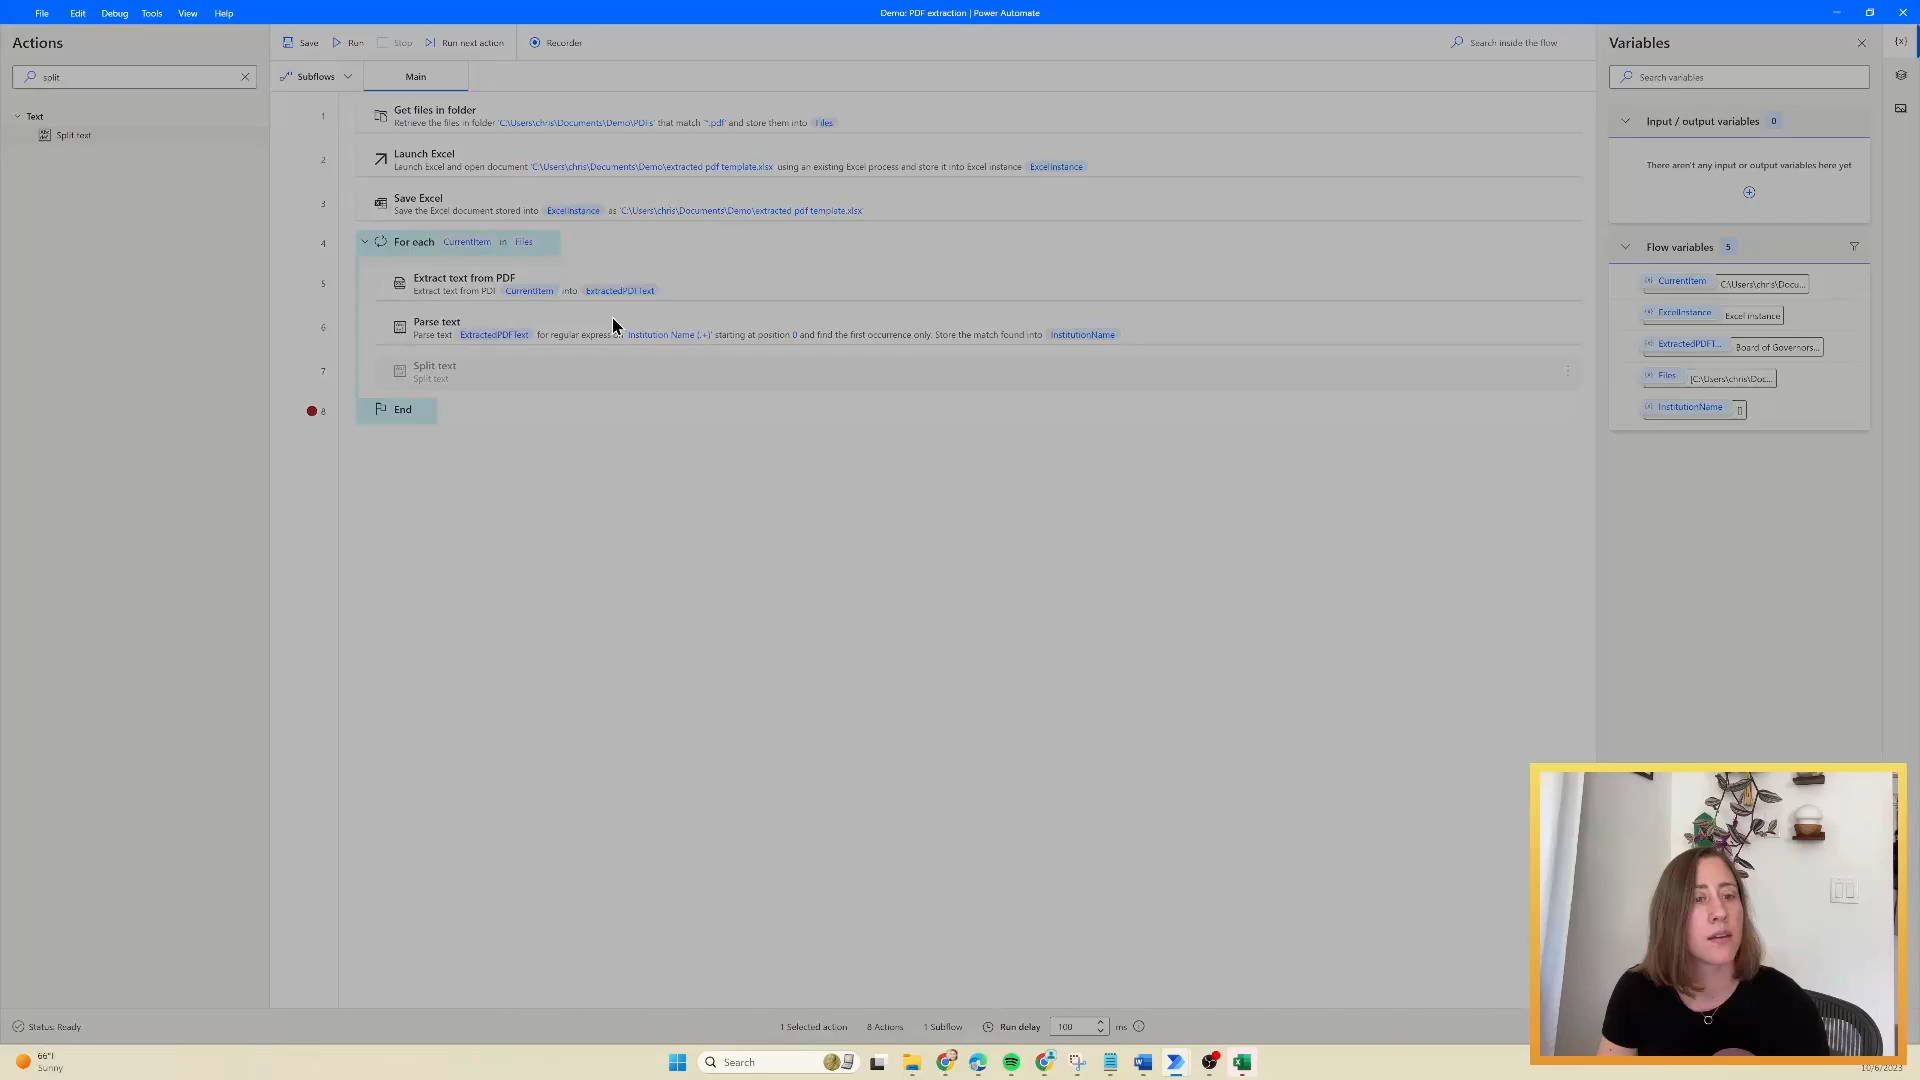 File Edit Debug Tools View Help
Demo: PDF extraction | Power Automate
Actions
split
Text
Split text
Save Run Stop Run next action Recorder
Search inside the flow
Subflows Main
1 Get files in folder
Retrieve the files in folder 'C:\Users\chris\Documents\Demo\PDFs' that match '*.pdf' and store them into Files
2 Launch Excel
Launch Excel and open document 'C:\Users\chris\Documents\Demo\extracted pdf template.xlsx' using an existing Excel process and store it into Excel instance ExcelInstance
3 Save Excel
Save the Excel document stored into ExcelInstance as 'C:\Users\chris\Documents\Demo\extracted pdf template.xlsx'
4 For each CurrentItem in Files
5 Extract text from PDF
Extract text from PDF CurrentItem into ExtractedPDFText
6 Parse text
Parse text ExtractedPDFText for regular expression 'Institution Name (.+)' starting at position 0 and find the first occurrence only. Store the match found into InstitutionName
7 Split text
Split text
8 End
Variables
Search variables
Input / output variables 0
There aren't any input or output variables here yet
Flow variables 5
CurrentItem C:\Users\chris\Docu...
ExcelInstance Excel instance
ExtractedPDFT... Board of Governors...
Files [C:\Users\chris\Doc...
InstitutionName []
Status: Ready
1 Selected action 8 Actions 1 Subflow Run delay 100 ms
66°F
Sunny
Search
10/6/2023